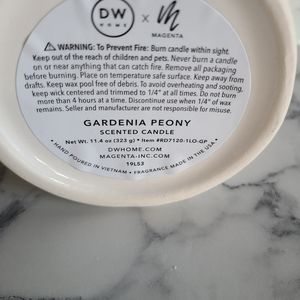 DW x M
HOME MAGENTA
⚠ WARNING: To Prevent Fire: Burn candle within sight.
Keep out of the reach of children and pets. Never burn a candle
on or near anything that can catch fire. Remove all packaging
before burning. Place on temperature safe surface. Keep away from
drafts. Keep wax pool free of debris. To avoid overheating and sooting,
keep wick centered and trimmed to 1/4" at all times. Do not burn
more than 4 hours at a time. Discontinue use when 1/4" of wax
remains. Seller and manufacturer are not responsible for misuse.
GARDENIA PEONY
SCENTED CANDLE
Net Wt. 11.4 oz (323 g) • Item #RD7120-1LO-GP
DWHOME.COM
MAGENTA-INC.COM
• HAND POURED IN VIETNAM • FRAGRANCE MADE IN THE USA •
19L53